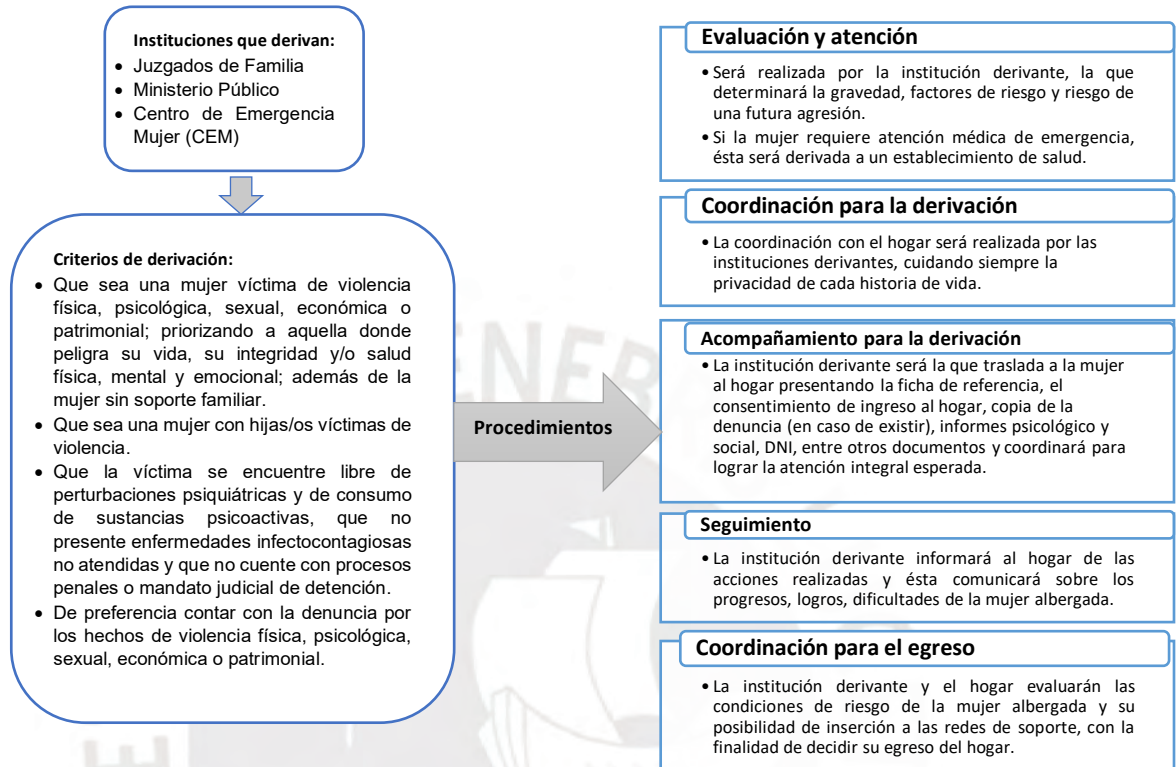 Instituciones que derivan:
• Juzgados de Familia
• Ministerio Público
• Centro de Emergencia
Mujer (CEM)
Criterios de derivación:
• Que sea una mujer víctima de violencia
física, psicológica, sexual, económica o
patrimonial; priorizando a aquella donde
peligra su vida, su integridad y/o salud
física, mental y emocional; además de la
mujer sin soporte familiar.
• Que sea una mujer con hijas/os víctimas de
violencia.
• Que la víctima se encuentre libre de
perturbaciones psiquiátricas y de consumo
de sustancias psicoactivas, que no
presente enfermedades infectocontagiosas
no atendidas y que no cuente con procesos
penales o mandato judicial de detención.
• De preferencia contar con la denuncia por
los hechos de violencia física, psicológica,
sexual, económica o patrimonial.
Procedimientos
Evaluación y atención
• Será realizada por la institución derivante, la que
determinará la gravedad, factores de riesgo y riesgo de
una futura agresión.
• Si la mujer requiere atención médica de emergencia,
ésta será derivada a un establecimiento de salud.
Coordinación para la derivación
• La coordinación con el hogar será realizada por las
instituciones derivantes, cuidando siempre la
privacidad de cada historia de vida.
Acompañamiento para la derivación
• La institución derivante será la que traslada a la mujer
al hogar presentando la ficha de referencia, el
consentimiento de ingreso al hogar, copia de la
denuncia (en caso de existir), informes psicológico y
social, DNI, entre otros documentos y coordinará para
lograr la atención integral esperada.
Seguimiento
• La institución derivante informará al hogar de las
acciones realizadas y ésta comunicará sobre los
progresos, logros, dificultades de la mujer albergada.
Coordinación para el egreso
• La institución derivante y el hogar evaluarán las
condiciones de riesgo de la mujer albergada y su
posibilidad de inserción a las redes de soporte, con la
finalidad de decidir su egreso del hogar.